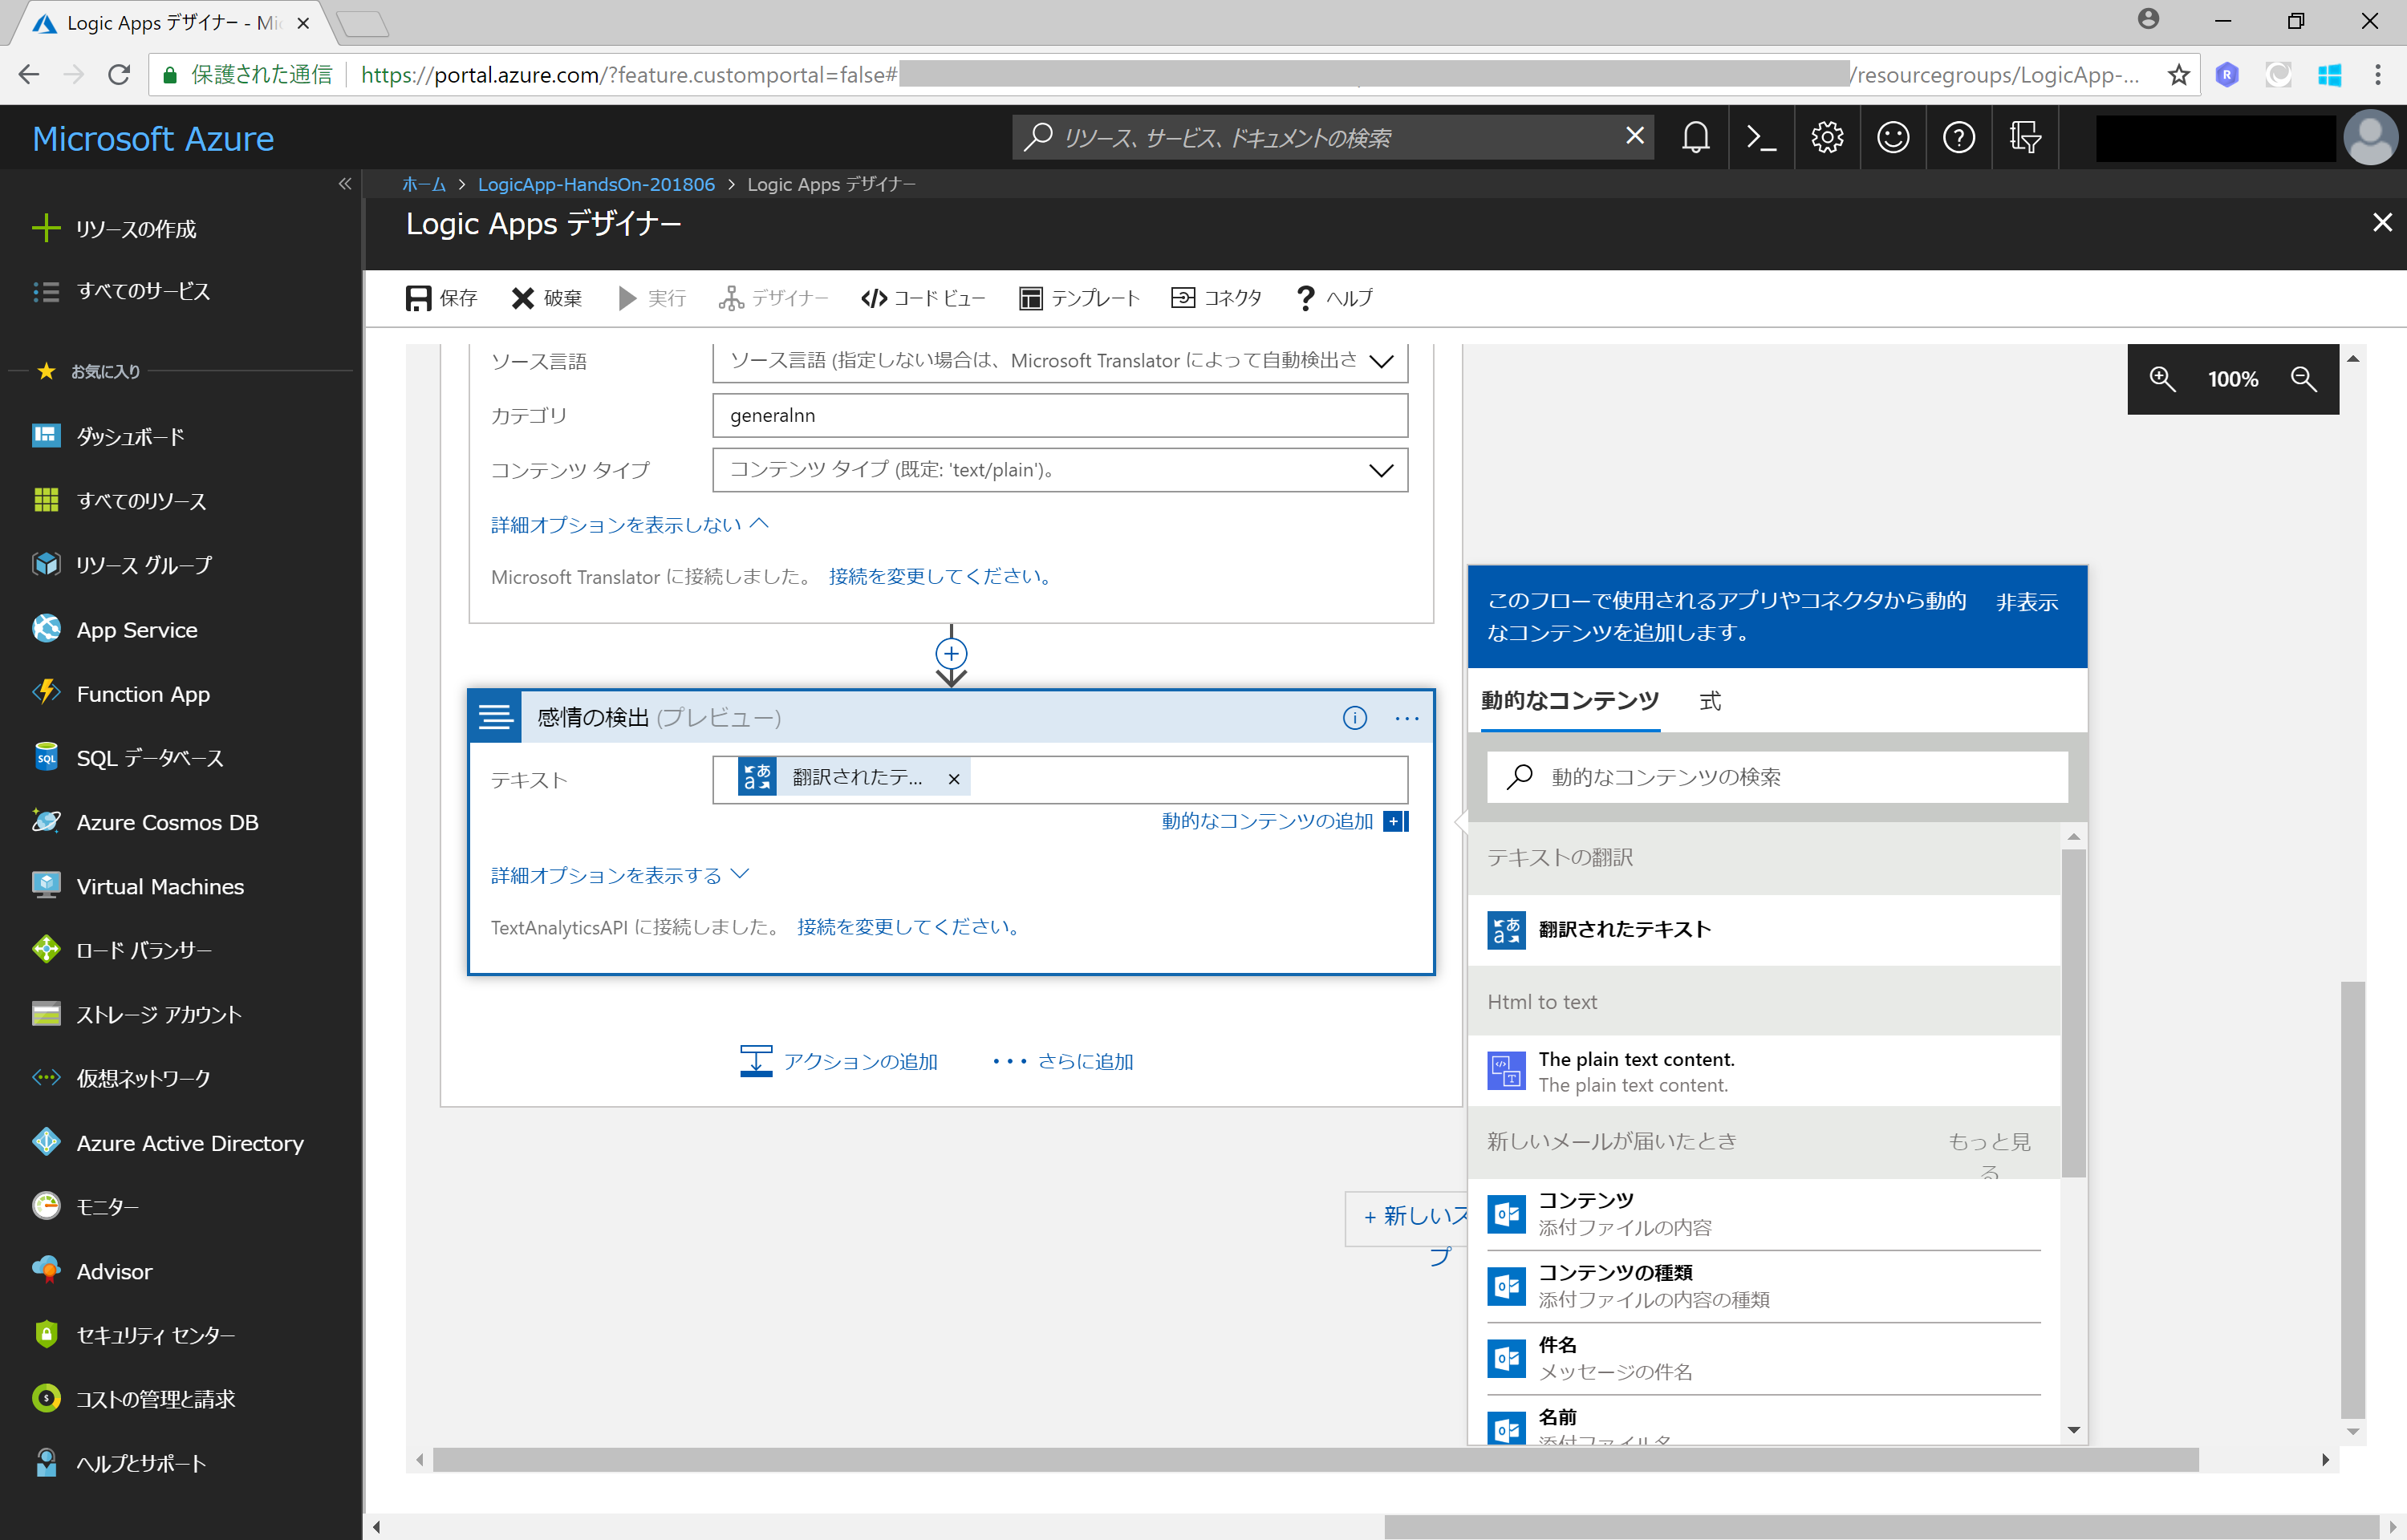 Logic Apps デザイナー - Mic
保護された通信
https://portal.azure.com/?feature.customportal=false#
/resourcegroups/LogicApp-...
Microsoft Azure
リソース、サービス、ドキュメントの検索
ホーム > LogicApp-HandsOn-201806 > Logic Apps デザイナー
Logic Apps デザイナー
リソースの作成
すべてのサービス
お気に入り
ダッシュボード
すべてのリソース
リソース グループ
App Service
Function App
SQL データベース
Azure Cosmos DB
Virtual Machines
ロード バランサー
ストレージ アカウント
仮想ネットワーク
Azure Active Directory
モニター
Advisor
セキュリティ センター
コストの管理と請求
ヘルプとサポート
保存 破棄 実行 デザイナー コード ビュー テンプレート コネクタ ヘルプ
100%
ソース言語 ソース言語 (指定しない場合は、Microsoft Translator によって自動検出さ
カテゴリ generalnn
コンテンツ タイプ コンテンツ タイプ (既定: 'text/plain')。
詳細オプションを表示しない
Microsoft Translator に接続しました。 接続を変更してください。
感情の検出 (プレビュー)
テキスト 翻訳されたテ...
動的なコンテンツの追加
詳細オプションを表示する
TextAnalyticsAPI に接続しました。 接続を変更してください。
アクションの追加 ... さらに追加
+ 新しいス
プ
このフローで使用されるアプリやコネクタから動的
なコンテンツを追加します。
非表示
動的なコンテンツ 式
動的なコンテンツの検索
テキストの翻訳
翻訳されたテキスト
Html to text
The plain text content.
The plain text content.
新しいメールが届いたとき もっと見
る
コンテンツ
添付ファイルの内容
コンテンツの種類
添付ファイルの内容の種類
件名
メッセージの件名
名前
添付ファイル名